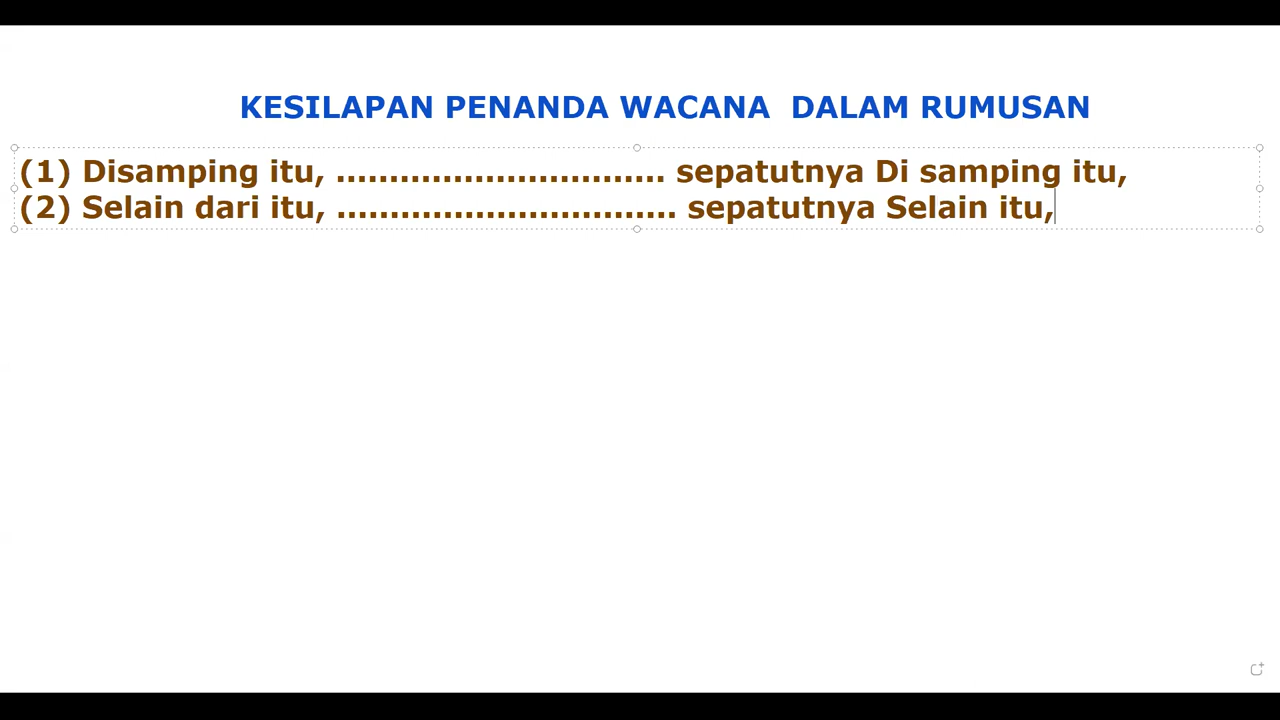 KESILAPAN PENANDA WACANA  DALAM RUMUSAN
(1) Disamping itu, ............................... sepatutnya Di samping itu,
(2) Selain dari itu, ................................ sepatutnya Selain itu,